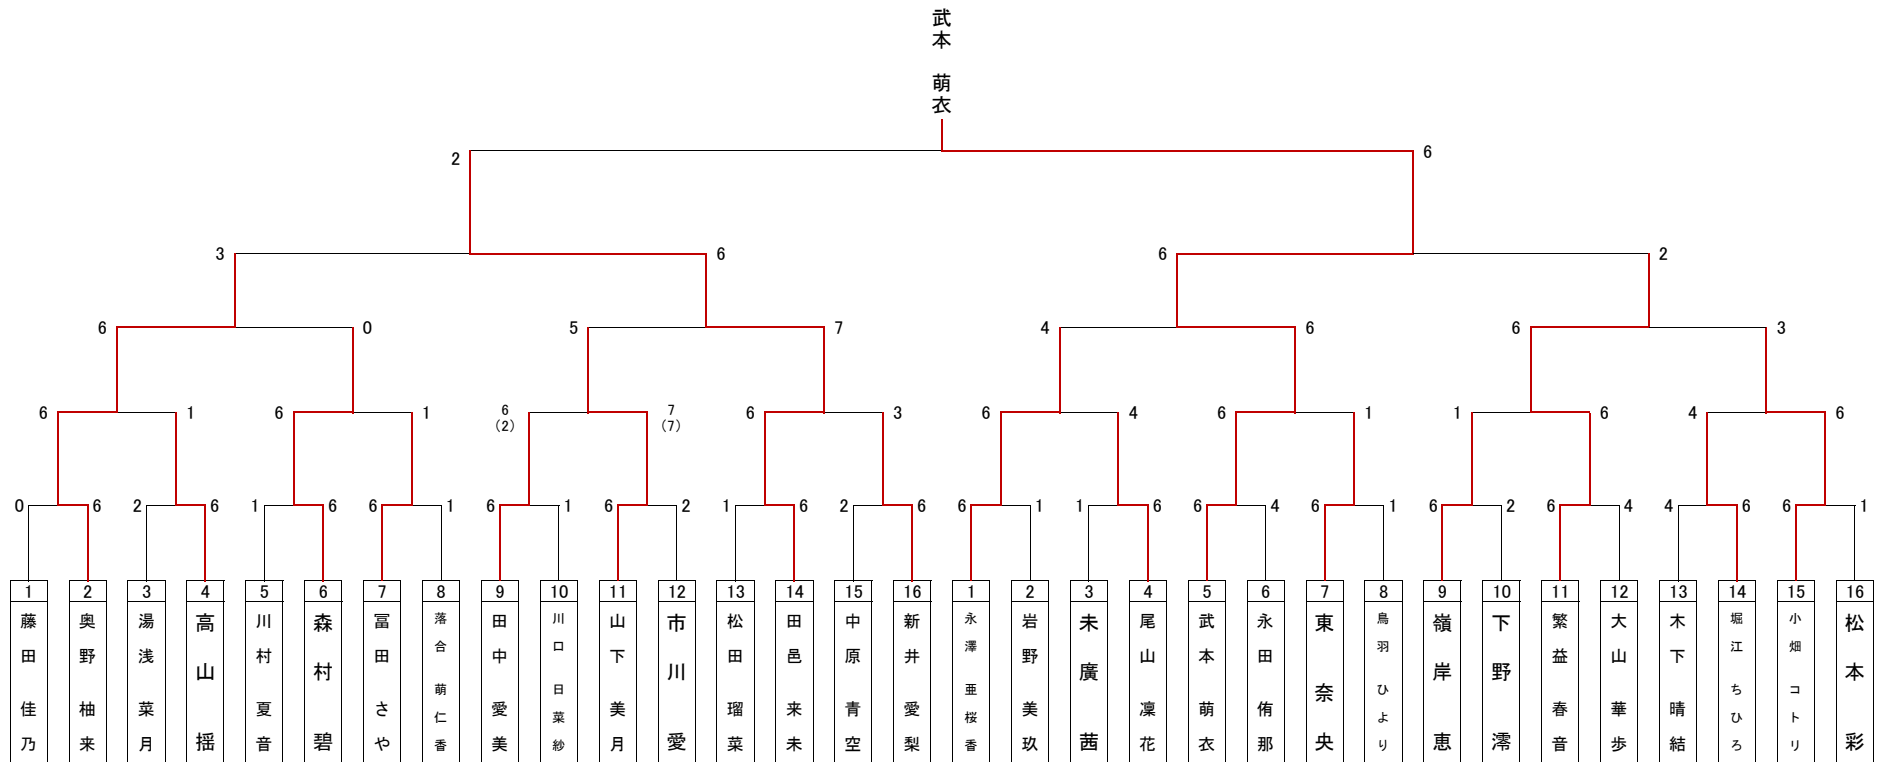 武本 萌衣
2 6
3 6 6 2
6 0 5 7 4 6 6 3
6 1 6 1 6 7 6 3 6 4 6 1 1 6 4 6
(2) (7)
0 6 2 6 1 6 6 1 6 1 6 2 1 6 2 6 6 1 1 6 6 4 6 1 6 2 6 4 4 6 6 1
1 2 3 4 5 6 7 8 9 10 11 12 13 14 15 16 1 2 3 4 5 6 7 8 9 10 11 12 13 14 15 16
藤田 佳乃
奥野 柚来
湯浅 菜月
高山 揺
川村 夏音
森村 碧
冨田 さや
落合 萌仁香
田中 愛美
川口 日菜紗
山下 美月
市川 愛
松田 瑠菜
田邑 来未
中原 青空
新井 愛梨
永澤 亜桜香
岩野 美玖
末廣 茜
尾山 凜花
武本 萌衣
永田 侑那
東 奈央
鳥羽 ひより
嶺岸 恵
下野 澪
繁益 春音
大山 華歩
木下 晴結
堀江 ちひろ
小畑 コトリ
松本 彩